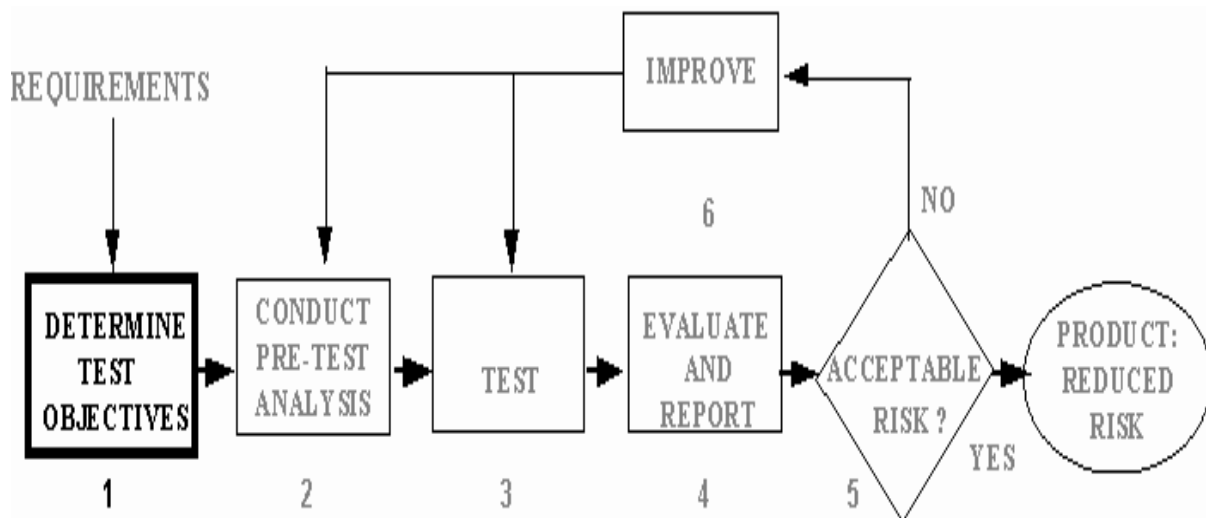 REQUIREMENTS
IMPROVE
6
NO
DETERMINE
TEST
OBJECTIVES
1
CONDUCT
PRE-TEST
ANALYSIS
2
TEST
3
EVALUATE
AND
REPORT
4
ACCEPTABLE
RISK ?
5
YES
PRODUCT:
REDUCED
RISK